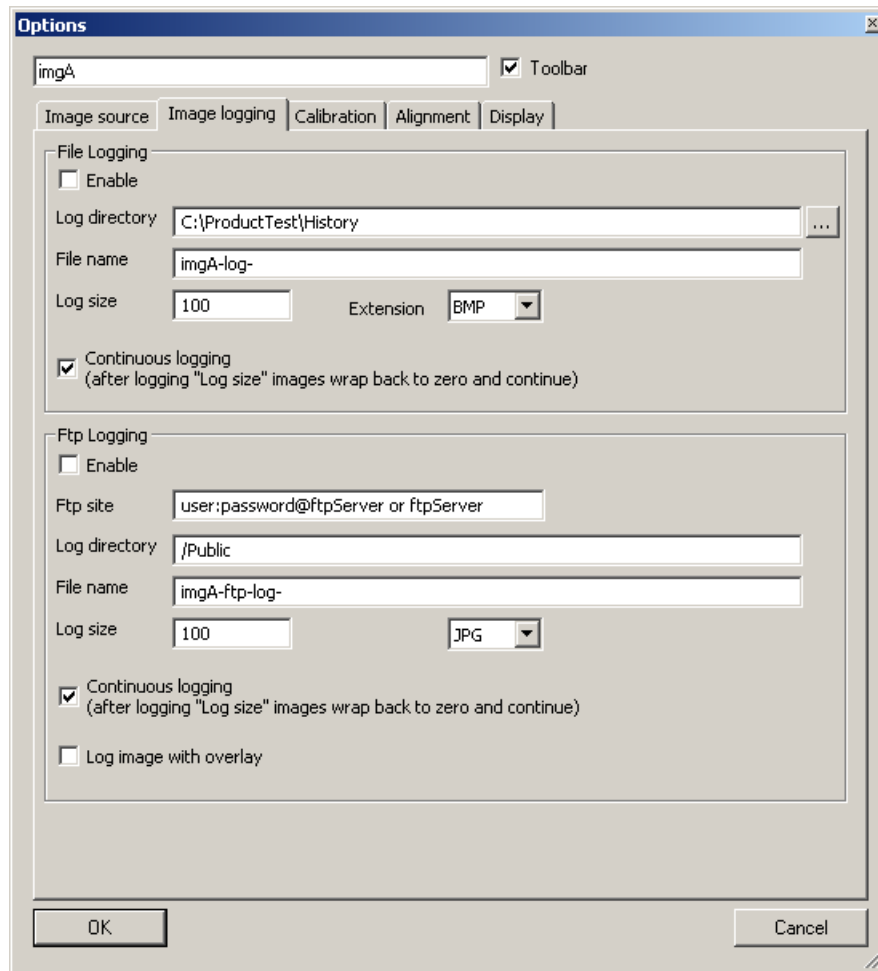 Options
imgA
Toolbar
Image source Image logging Calibration Alignment Display
File Logging
Enable
Log directory C:\ProductTest\History ...
File name imgA-log-
Log size 100 Extension BMP
Continuous logging
(after logging "Log size" images wrap back to zero and continue)
Ftp Logging
Enable
Ftp site user:password@ftpServer or ftpServer
Log directory /Public
File name imgA-ftp-log-
Log size 100 JPG
Continuous logging
(after logging "Log size" images wrap back to zero and continue)
Log image with overlay
OK Cancel